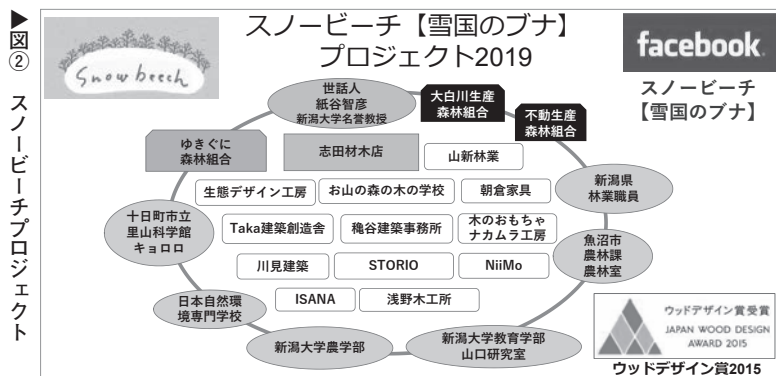 ▶図② スノービーチプロジェクト
Snow beech
スノービーチ【雪国のブナ】
プロジェクト2019
facebook
スノービーチ
【雪国のブナ】
世話人
紙谷智彦
新潟大学名誉教授
大白川生産
森林組合
不動生産
森林組合
ゆきぐに
森林組合
志田材木店
山新林業
生態デザイン工房
お山の森の木の学校
朝倉家具
新潟県
林業職員
十日町市立
里山科学館
キョロロ
Taka建築創造舎
穐谷建築事務所
木のおもちゃ
ナカムラ工房
魚沼市
農林課
農林室
川見建築
STORIO
NiiMo
日本自然環
境専門学校
ISANA
浅野木工所
新潟大学農学部
新潟大学教育学部
山口研究室
ウッドデザイン賞受賞
JAPAN WOOD DESIGN
AWARD 2015
ウッドデザイン賞2015